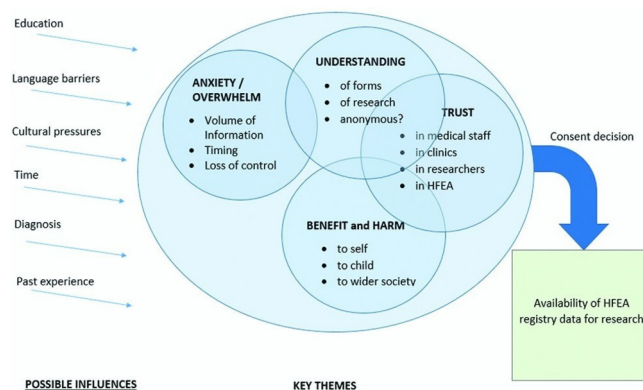 Education
Language barriers
Cultural pressures
Time
Diagnosis
Past experience
POSSIBLE INFLUENCES
ANXIETY /
OVERWHELM
• Volume of
Information
• Timing
• Loss of control
UNDERSTANDING
• of forms
• of research
• anonymous?
TRUST
• in medical staff
• in clinics
• in researchers
• in HFEA
BENEFIT and HARM
• to self
• to child
• to wider society
KEY THEMES
Consent decision
Availability of HFEA
registry data for research